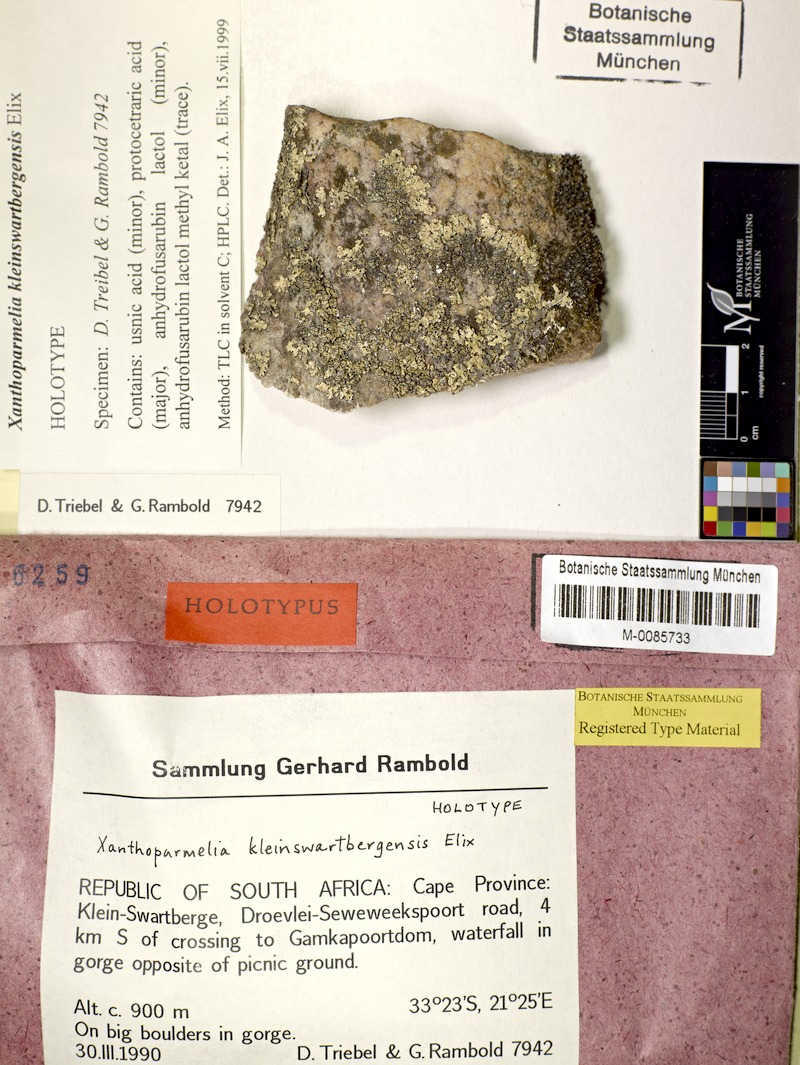 Botanische
Staatssammlung
München
Xanthoparmelia kleinswartbergensis Elix
HOLOTYPE
Specimen: D. Treibel & G. Rambold 7942
Contains: usnic acid (minor), protocetraric acid
(major), anhydrofusarubin lactol (minor),
anhydrofusarubin lactol methyl ketal (trace).
Method: TLC in solvent C; HPLC. Det.: J. A. Elix, 15.vii.1999
BOTANISCHE
STAATSSAMMLUNG
MÜNCHEN
0 1 2
cm
copyright reserved
D. Triebel & G. Rambold 7942
6259
HOLOTYPUS
Botanische Staatssammlung München
M-0085733
BOTANISCHE STAATSSAMMLUNG
MÜNCHEN
Registered Type Material
Sammlung Gerhard Rambold
HOLOTYPE
Xanthoparmelia kleinswartbergensis Elix
REPUBLIC OF SOUTH AFRICA: Cape Province:
Klein-Swartberge, Droevlei-Seweweekspoort road, 4
km S of crossing to Gamkapoortdom, waterfall in
gorge opposite of picnic ground.
Alt. c. 900 m 33°23'S, 21°25'E
On big boulders in gorge.
30.III.1990 D. Triebel & G. Rambold 7942